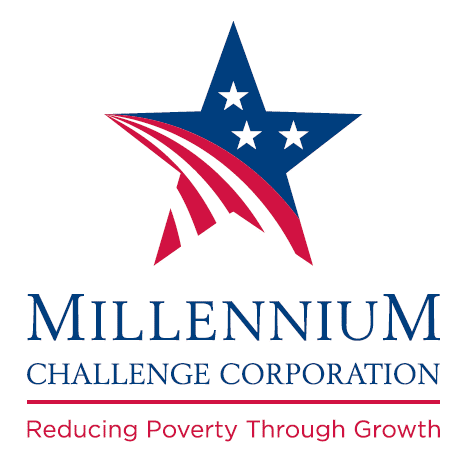 MILLENNIUM
CHALLENGE CORPORATION
Reducing Poverty Through Growth